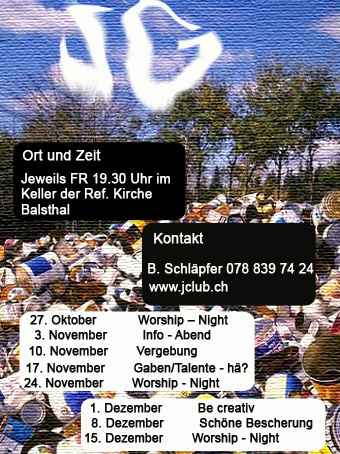 JG
Ort und Zeit
Jeweils FR 19.30 Uhr im
Keller der Ref. Kirche
Balsthal
Kontakt
B. Schläpfer 078 839 74 24
www.jclub.ch
27. Oktober Worship – Night
3. November Info - Abend
10. November Vergebung
17. November Gaben/Talente - hä?
24. November Worship - Night
1. Dezember Be creativ
8. Dezember Schöne Bescherung
15. Dezember Worship - Night